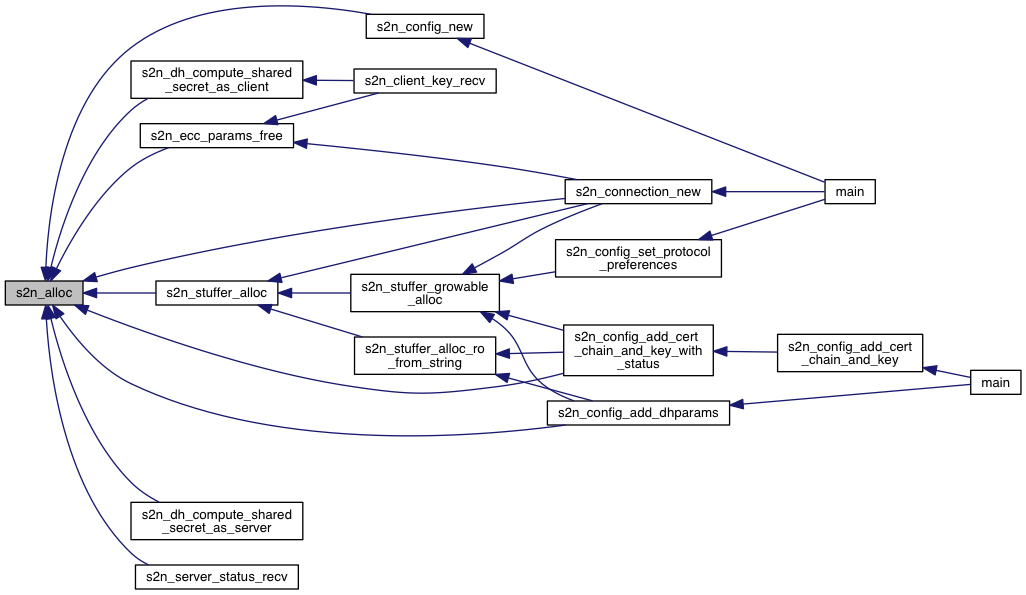 s2n_config_new
s2n_dh_compute_shared
_secret_as_client
s2n_client_key_recv
s2n_ecc_params_free
s2n_connection_new
main
s2n_config_set_protocol
_preferences
s2n_alloc
s2n_stuffer_alloc
s2n_stuffer_growable
_alloc
s2n_stuffer_alloc_ro
_from_string
s2n_config_add_cert
_chain_and_key_with
_status
s2n_config_add_cert
_chain_and_key
main
s2n_config_add_dhparams
s2n_dh_compute_shared
_secret_as_server
s2n_server_status_recv